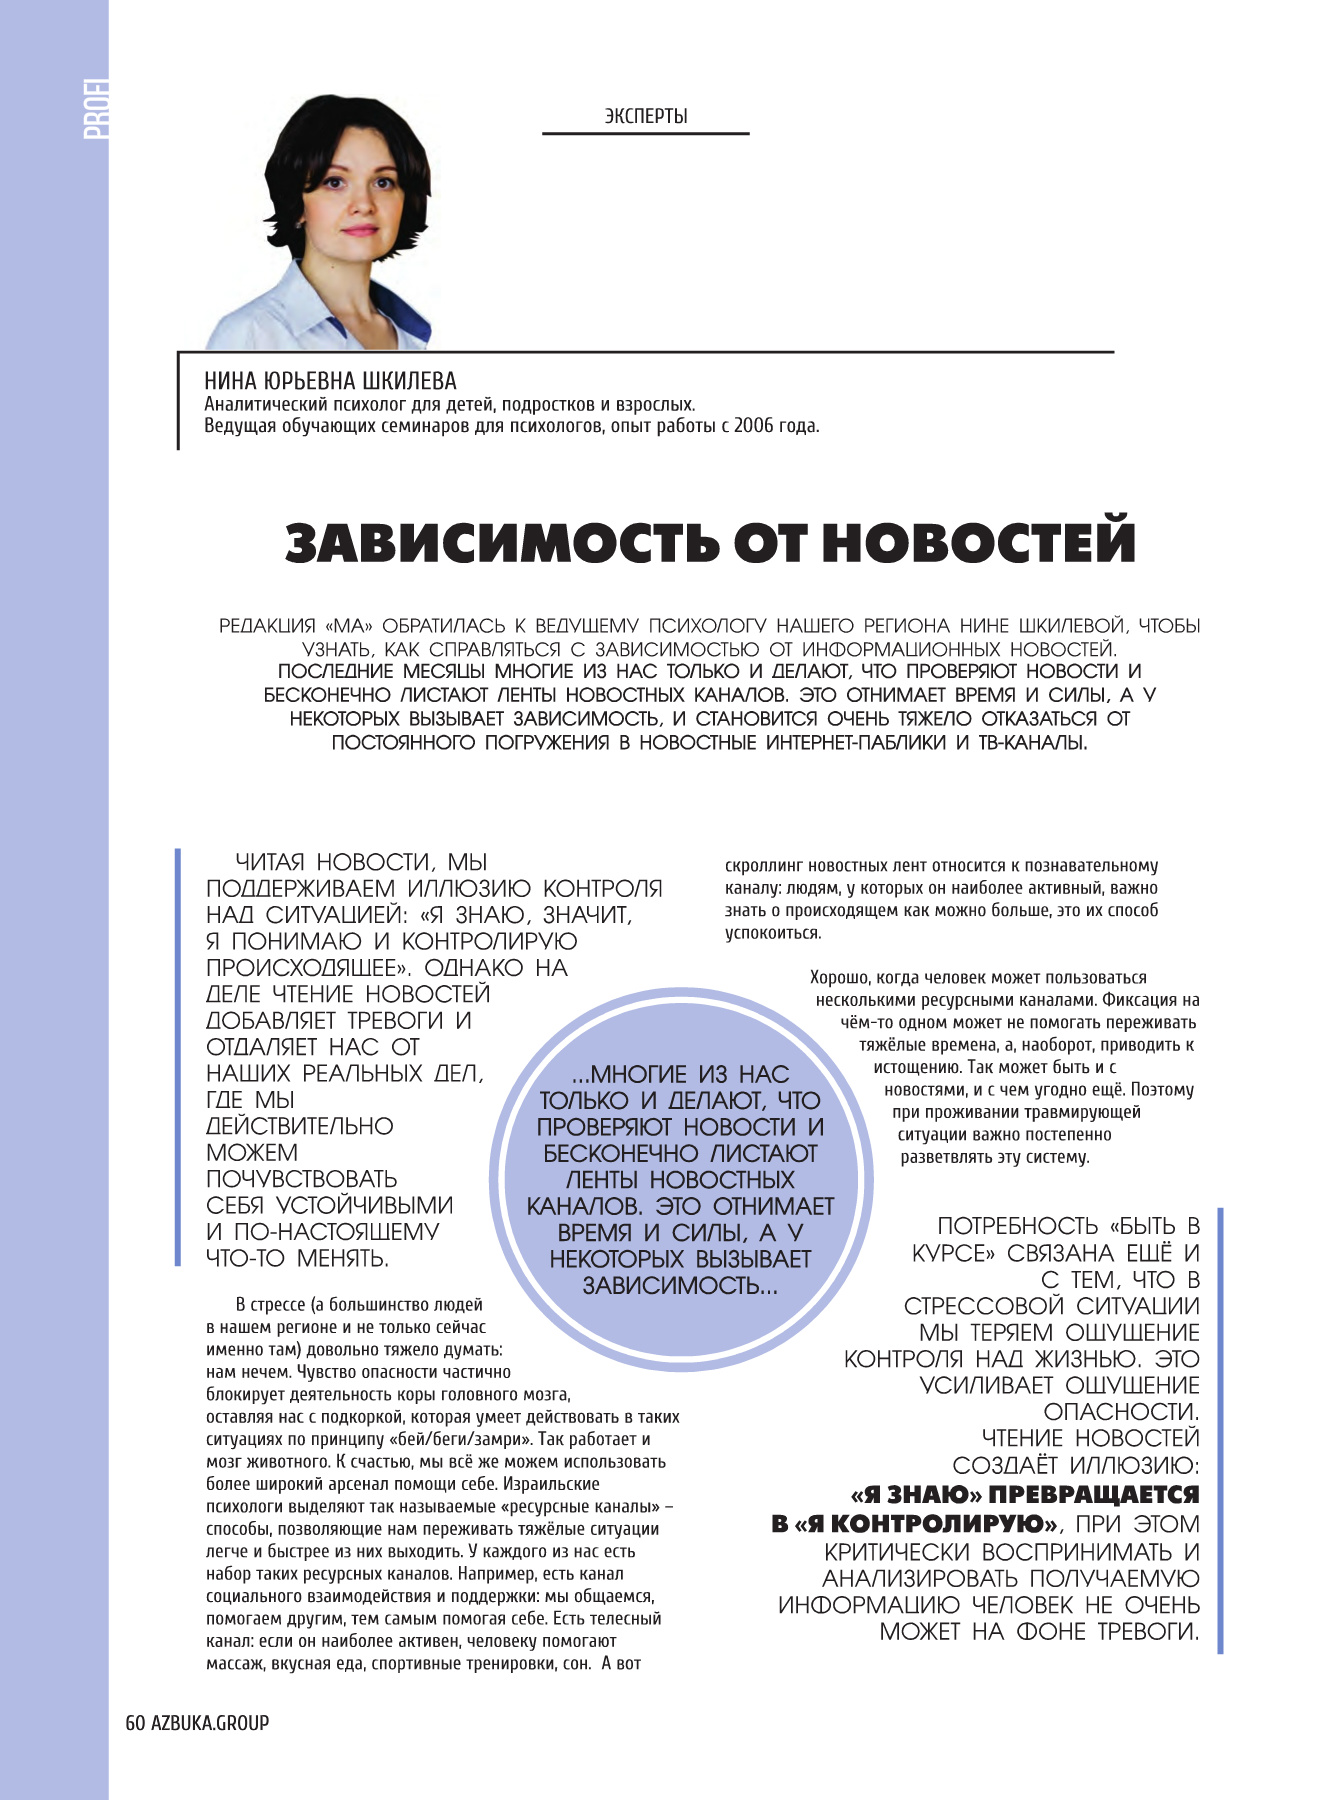 PROFI
ЭКСПЕРТЫ
НИНА ЮРЬЕВНА ШКИЛЕВА
Аналитический психолог для детей, подростков и взрослых.
Ведущая обучающих семинаров для психологов, опыт работы с 2006 года.
ЗАВИСИМОСТЬ ОТ НОВОСТЕЙ
РЕДАКЦИЯ «МА» ОБРАТИЛАСЬ К ВЕДУЩЕМУ ПСИХОЛОГУ НАШЕГО РЕГИОНА НИНЕ ШКИЛЕВОЙ, ЧТОБЫ
УЗНАТЬ, КАК СПРАВЛЯТЬСЯ С ЗАВИСИМОСТЬЮ ОТ ИНФОРМАЦИОННЫХ НОВОСТЕЙ.
ПОСЛЕДНИЕ МЕСЯЦЫ МНОГИЕ ИЗ НАС ТОЛЬКО И ДЕЛАЮТ, ЧТО ПРОВЕРЯЮТ НОВОСТИ И
БЕСКОНЕЧНО ЛИСТАЮТ ЛЕНТЫ НОВОСТНЫХ КАНАЛОВ. ЭТО ОТНИМАЕТ ВРЕМЯ И СИЛЫ, А У
НЕКОТОРЫХ ВЫЗЫВАЕТ ЗАВИСИМОСТЬ, И СТАНОВИТСЯ ОЧЕНЬ ТЯЖЕЛО ОТКАЗАТЬСЯ ОТ
ПОСТОЯННОГО ПОГРУЖЕНИЯ В НОВОСТНЫЕ ИНТЕРНЕТ-ПАБЛИКИ И ТВ-КАНАЛЫ.
ЧИТАЯ НОВОСТИ, МЫ
ПОДДЕРЖИВАЕМ ИЛЛЮЗИЮ КОНТРОЛЯ
НАД СИТУАЦИЕЙ: «Я ЗНАЮ, ЗНАЧИТ,
Я ПОНИМАЮ И КОНТРОЛИРУЮ
ПРОИСХОДЯЩЕЕ». ОДНАКО НА
ДЕЛЕ ЧТЕНИЕ НОВОСТЕЙ
ДОБАВЛЯЕТ ТРЕВОГИ И
ОТДАЛЯЕТ НАС ОТ
НАШИХ РЕАЛЬНЫХ ДЕЛ,
ГДЕ МЫ
ДЕЙСТВИТЕЛЬНО
МОЖЕМ
ПОЧУВСТВОВАТЬ
СЕБЯ УСТОЙЧИВЫМИ
И ПО-НАСТОЯЩЕМУ
ЧТО-ТО МЕНЯТЬ.
В стрессе (а большинство людей
в нашем регионе и не только сейчас
именно там) довольно тяжело думать:
нам нечем. Чувство опасности частично
блокирует деятельность коры головного мозга,
оставляя нас с подкоркой, которая умеет действовать в таких
ситуациях по принципу «бей/беги/замри». Так работает и
мозг животного. К счастью, мы всё же можем использовать
более широкий арсенал помощи себе. Израильские
психологи выделяют так называемые «ресурсные каналы» –
способы, позволяющие нам переживать тяжёлые ситуации
легче и быстрее из них выходить. У каждого из нас есть
набор таких ресурсных каналов. Например, есть канал
социального взаимодействия и поддержки: мы общаемся,
помогаем другим, тем самым помогая себе. Есть телесный
канал: если он наиболее активен, человеку помогают
массаж, вкусная еда, спортивные тренировки, сон. А вот
...МНОГИЕ ИЗ НАС
ТОЛЬКО И ДЕЛАЮТ, ЧТО
ПРОВЕРЯЮТ НОВОСТИ И
БЕСКОНЕЧНО ЛИСТАЮТ
ЛЕНТЫ НОВОСТНЫХ
КАНАЛОВ. ЭТО ОТНИМАЕТ
ВРЕМЯ И СИЛЫ, А У
НЕКОТОРЫХ ВЫЗЫВАЕТ
ЗАВИСИМОСТЬ...
скроллинг новостных лент относится к познавательному
каналу: людям, у которых он наиболее активный, важно
знать о происходящем как можно больше, это их способ
успокоиться.
Хорошо, когда человек может пользоваться
несколькими ресурсными каналами. Фиксация на
чём-то одном может не помогать переживать
тяжёлые времена, а, наоборот, приводить к
истощению. Так может быть и с
новостями, и с чем угодно ещё. Поэтому
при проживании травмирующей
ситуации важно постепенно
разветвлять эту систему.
ПОТРЕБНОСТЬ «БЫТЬ В
КУРСЕ» СВЯЗАНА ЕЩЁ И
С ТЕМ, ЧТО В
СТРЕССОВОЙ СИТУАЦИИ
МЫ ТЕРЯЕМ ОЩУЩЕНИЕ
КОНТРОЛЯ НАД ЖИЗНЬЮ. ЭТО
УСИЛИВАЕТ ОЩУЩЕНИЕ
ОПАСНОСТИ.
ЧТЕНИЕ НОВОСТЕЙ
СОЗДАЁТ ИЛЛЮЗИЮ:
«Я ЗНАЮ» ПРЕВРАЩАЕТСЯ
В «Я КОНТРОЛИРУЮ», ПРИ ЭТОМ
КРИТИЧЕСКИ ВОСПРИНИМАТЬ И
АНАЛИЗИРОВАТЬ ПОЛУЧАЕМУЮ
ИНФОРМАЦИЮ ЧЕЛОВЕК НЕ ОЧЕНЬ
МОЖЕТ НА ФОНЕ ТРЕВОГИ.
60 AZBUKA.GROUP